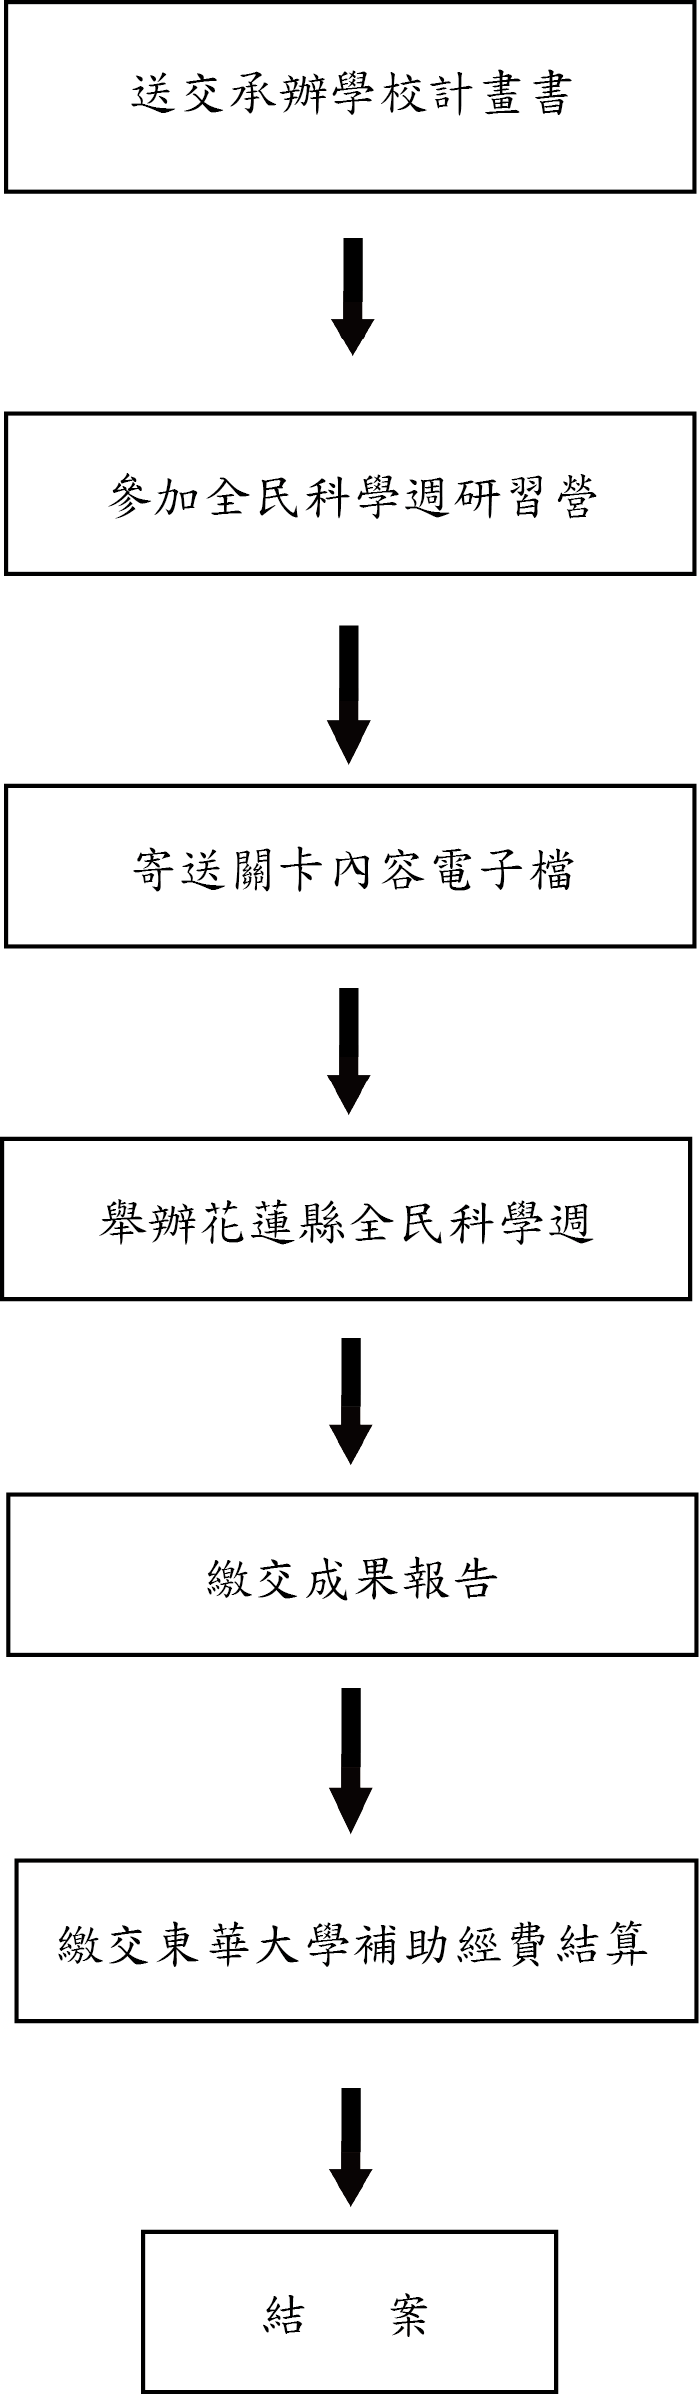 送交承辦學校計畫書
參加全民科學週研習營
寄送關卡內容電子檔
舉辦花蓮縣全民科學週
繳交成果報告
繳交東華大學補助經費結算
結　案